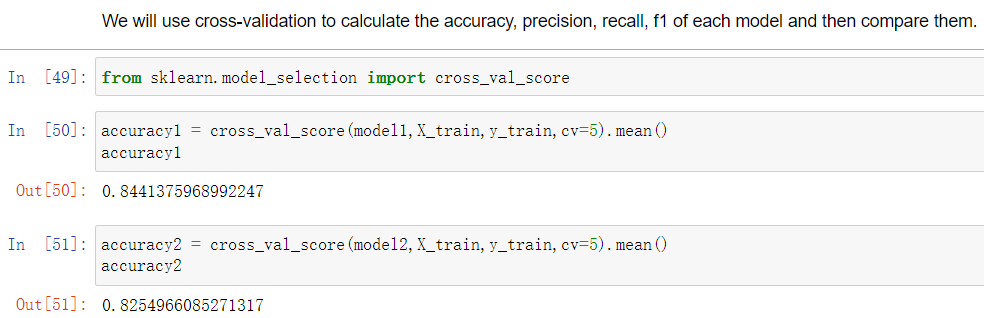 We will use cross-validation to calculate the accuracy, precision, recall, f1 of each model and then compare them.
In [49]: from sklearn.model_selection import cross_val_score
In [50]: accuracy1 = cross_val_score(model1, X_train, y_train, cv=5).mean()
accuracy1
Out[50]: 0.8441375968992247
In [51]: accuracy2 = cross_val_score(model2, X_train, y_train, cv=5).mean()
accuracy2
Out[51]: 0.8254966085271317